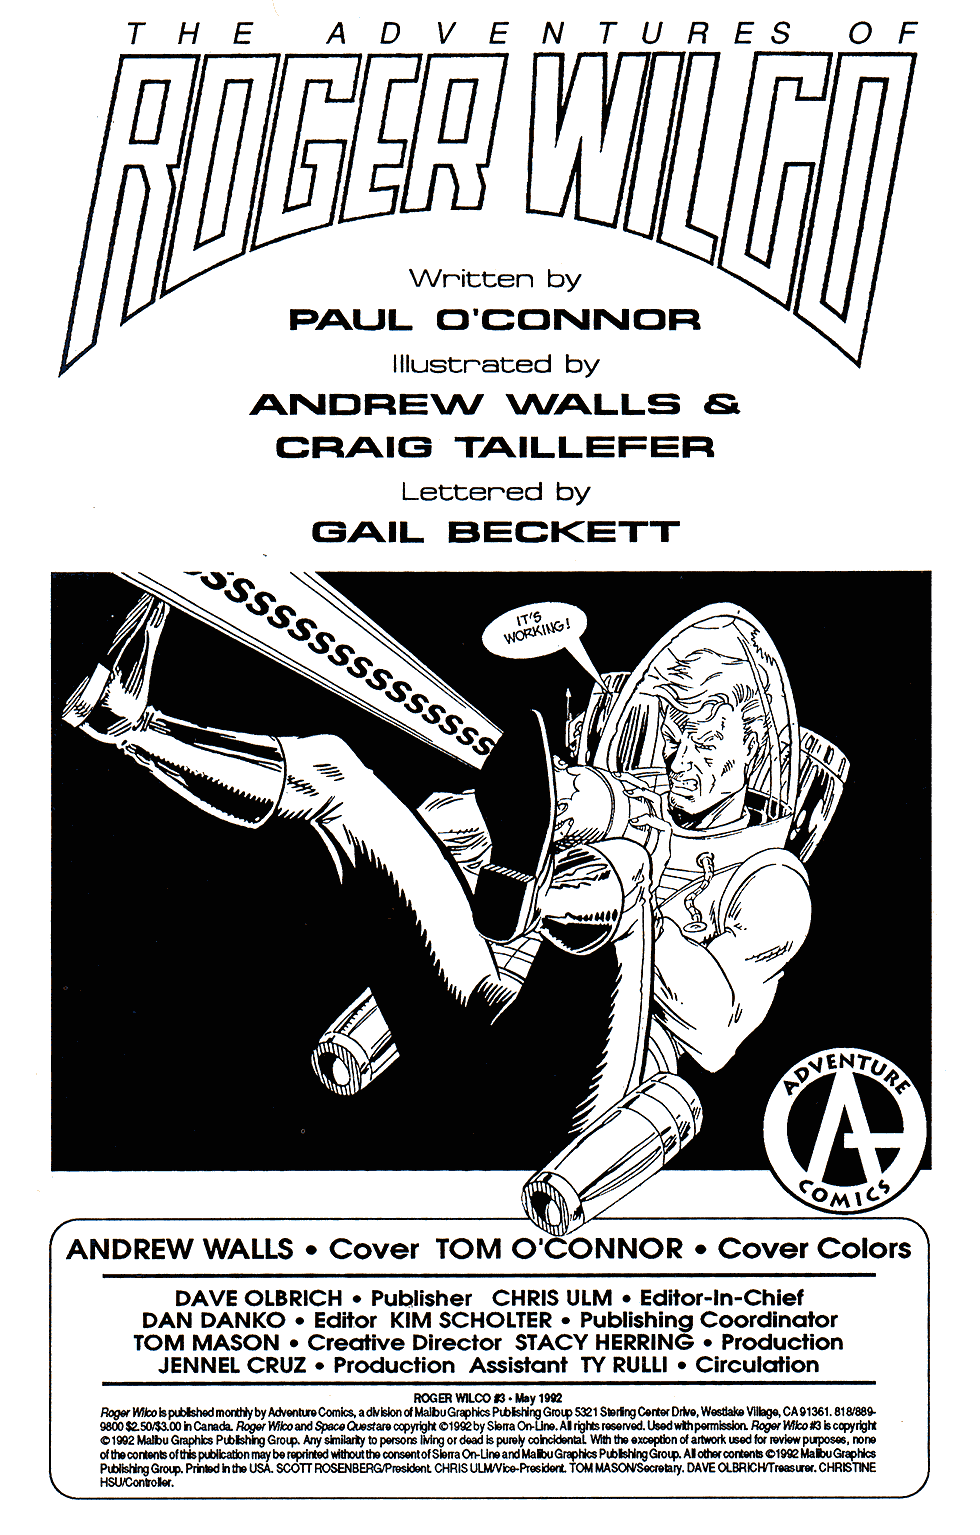 THE ADVENTURES OF
ROGER WILCO
Written by
PAUL O'CONNOR
Illustrated by
ANDREW WALLS &
CRAIG TAILLEFER
Lettered by
GAIL BECKETT
SSSSSSSSSSSSSSSSSSSS
IT'S
WORKING!
ADVENTURE
A
COMICS
ANDREW WALLS • Cover TOM O'CONNOR • Cover Colors
DAVE OLBRICH • Publisher CHRIS ULM • Editor-In-Chief
DAN DANKO • Editor KIM SCHOLTER • Publishing Coordinator
TOM MASON • Creative Director STACY HERRING • Production
JENNEL CRUZ • Production Assistant TY RULLI • Circulation
ROGER WILCO #3 • May 1992
Roger Wilco is published monthly by Adventure Comics, a division of Malibu Graphics Publishing Group 5321 Sterling Center Drive, Westlake Village, CA 91361. 818/889-
9800 $2.50/$3.00 in Canada. Roger Wilco and Space Quest are copyright ©1992 by Sierra On-Line. All rights reserved. Used with permission. Roger Wilco #3 is copyright
©1992 Malibu Graphics Publishing Group. Any similarity to persons living or dead is purely coincidental. With the exception of artwork used for review purposes, none
of the contents of this publication may be reprinted without the consent of Sierra On-Line and Malibu Graphics Publishing Group. All other contents ©1992 Malibu Graphics
Publishing Group. Printed in the USA. SCOTT ROSENBERG/President. CHRIS ULM/Vice-President. TOM MASON/Secretary. DAVE OLBRICH/Treasurer. CHRISTINE
HSU/Controller.